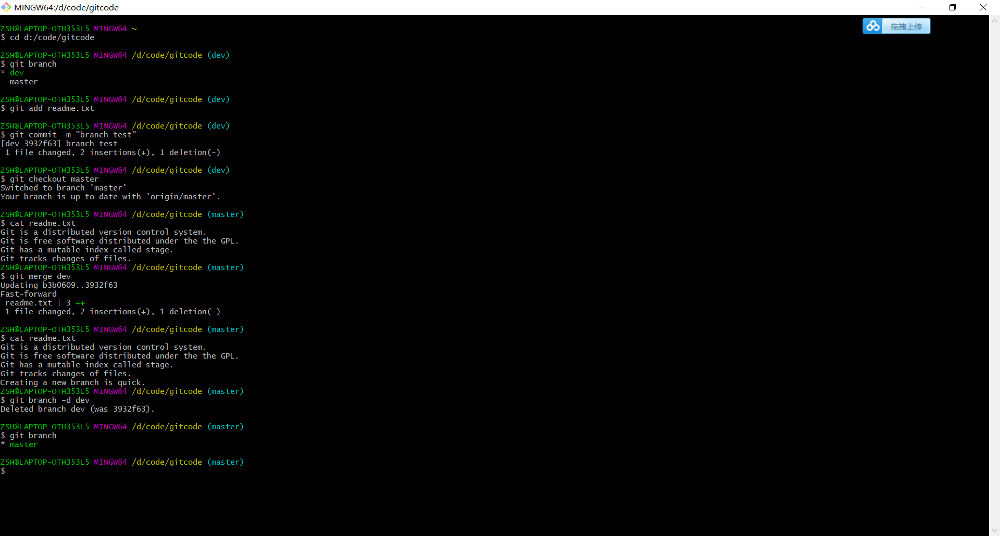 MINGW64:/d/code/gitcode
拖拽上传
ZSH@LAPTOP-OTH353L5 MINGW64 ~
$ cd d:/code/gitcode
ZSH@LAPTOP-OTH353L5 MINGW64 /d/code/gitcode (dev)
$ git branch
* dev
  master
ZSH@LAPTOP-OTH353L5 MINGW64 /d/code/gitcode (dev)
$ git add readme.txt
ZSH@LAPTOP-OTH353L5 MINGW64 /d/code/gitcode (dev)
$ git commit -m "branch test"
[dev 3932f63] branch test
 1 file changed, 2 insertions(+), 1 deletion(-)
ZSH@LAPTOP-OTH353L5 MINGW64 /d/code/gitcode (dev)
$ git checkout master
Switched to branch 'master'
Your branch is up to date with 'origin/master'.
ZSH@LAPTOP-OTH353L5 MINGW64 /d/code/gitcode (master)
$ cat readme.txt
Git is a distributed version control system.
Git is free software distributed under the the GPL.
Git has a mutable index called stage.
Git tracks changes of files.
ZSH@LAPTOP-OTH353L5 MINGW64 /d/code/gitcode (master)
$ git merge dev
Updating b3b0609..3932f63
Fast-forward
 readme.txt | 3 ++-
 1 file changed, 2 insertions(+), 1 deletion(-)
ZSH@LAPTOP-OTH353L5 MINGW64 /d/code/gitcode (master)
$ cat readme.txt
Git is a distributed version control system.
Git is free software distributed under the the GPL.
Git has a mutable index called stage.
Git tracks changes of files.
Creating a new branch is quick.
ZSH@LAPTOP-OTH353L5 MINGW64 /d/code/gitcode (master)
$ git branch -d dev
Deleted branch dev (was 3932f63).
ZSH@LAPTOP-OTH353L5 MINGW64 /d/code/gitcode (master)
$ git branch
* master
ZSH@LAPTOP-OTH353L5 MINGW64 /d/code/gitcode (master)
$